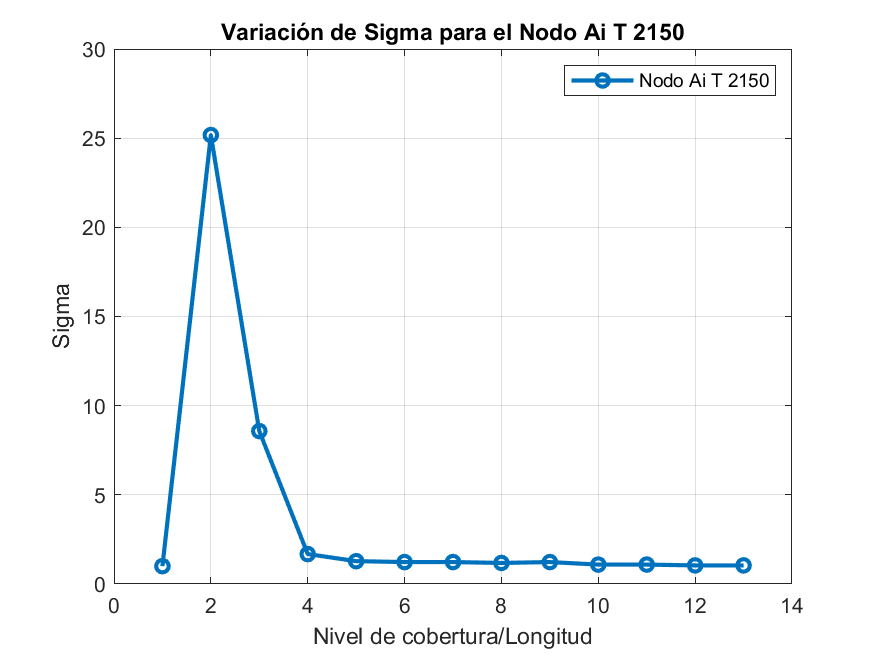 Variación de Sigma para el Nodo Ai T 2150
Nodo Ai T 2150
30
25
20
15
10
5
0
Sigma
0 2 4 6 8 10 12 14
Nivel de cobertura/Longitud